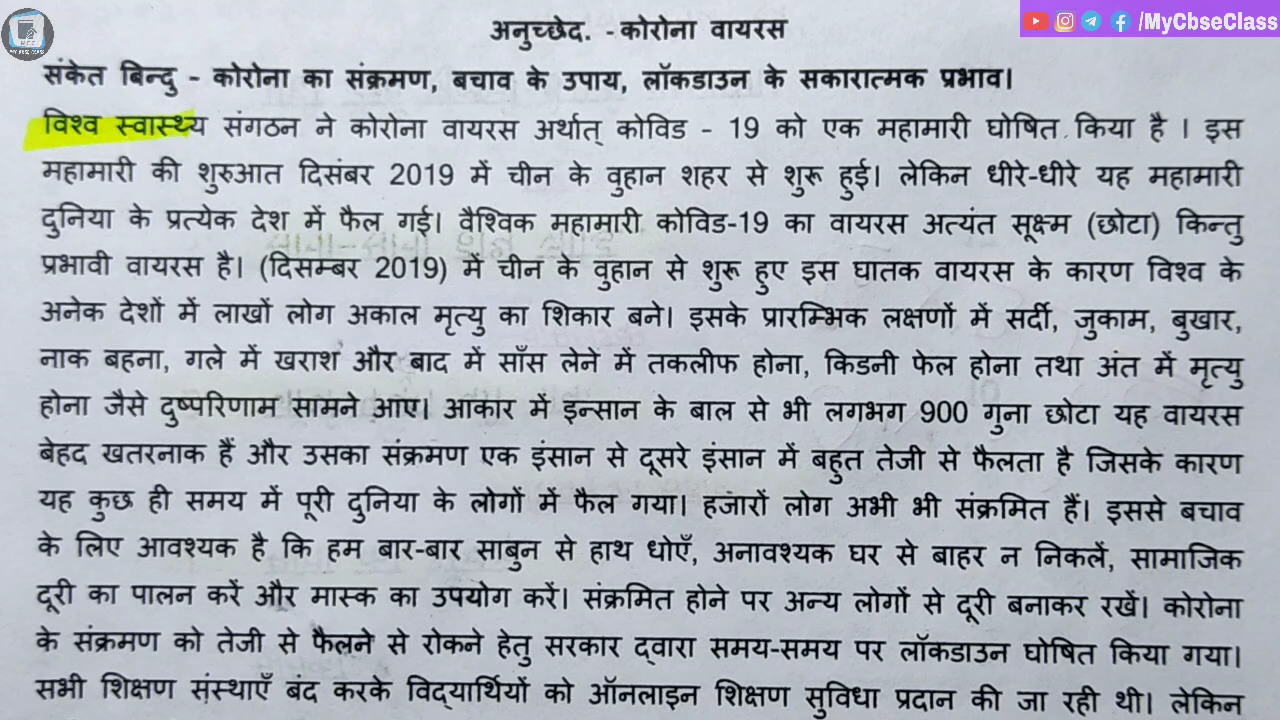 अनुच्छेद. - कोरोना वायरस
/MyCbseClass
MCC
MY CBSE CLASS
संकेत बिन्दु - कोरोना का संक्रमण, बचाव के उपाय, लॉकडाउन के सकारात्मक प्रभाव।
विश्व स्वास्थ्य संगठन ने कोरोना वायरस अर्थात् कोविड - 19 को एक महामारी घोषित किया है । इस
महामारी की शुरुआत दिसंबर 2019 में चीन के वुहान शहर से शुरू हुई। लेकिन धीरे-धीरे यह महामारी
दुनिया के प्रत्येक देश में फैल गई। वैश्विक महामारी कोविड-19 का वायरस अत्यंत सूक्ष्म (छोटा) किन्तु
प्रभावी वायरस है। (दिसम्बर 2019) में चीन के वुहान से शुरू हुए इस घातक वायरस के कारण विश्व के
अनेक देशों में लाखों लोग अकाल मृत्यु का शिकार बने। इसके प्रारम्भिक लक्षणों में सर्दी, जुकाम, बुखार,
नाक बहना, गले में खराश और बाद में साँस लेने में तकलीफ होना, किडनी फेल होना तथा अंत में मृत्यु
होना जैसे दुष्परिणाम सामने आए। आकार में इन्सान के बाल से भी लगभग 900 गुना छोटा यह वायरस
बेहद खतरनाक हैं और उसका संक्रमण एक इंसान से दूसरे इंसान में बहुत तेजी से फैलता है जिसके कारण
यह कुछ ही समय में पूरी दुनिया के लोगों में फैल गया। हजारों लोग अभी भी संक्रमित हैं। इससे बचाव
के लिए आवश्यक है कि हम बार-बार साबुन से हाथ धोएँ, अनावश्यक घर से बाहर न निकलें, सामाजिक
दूरी का पालन करें और मास्क का उपयोग करें। संक्रमित होने पर अन्य लोगों से दूरी बनाकर रखें। कोरोना
के संक्रमण को तेजी से फैलने से रोकने हेतु सरकार द्वारा समय-समय पर लॉकडाउन घोषित किया गया।
सभी शिक्षण संस्थाएँ बंद करके विद्यार्थियों को ऑनलाइन शिक्षण सुविधा प्रदान की जा रही थी। लेकिन